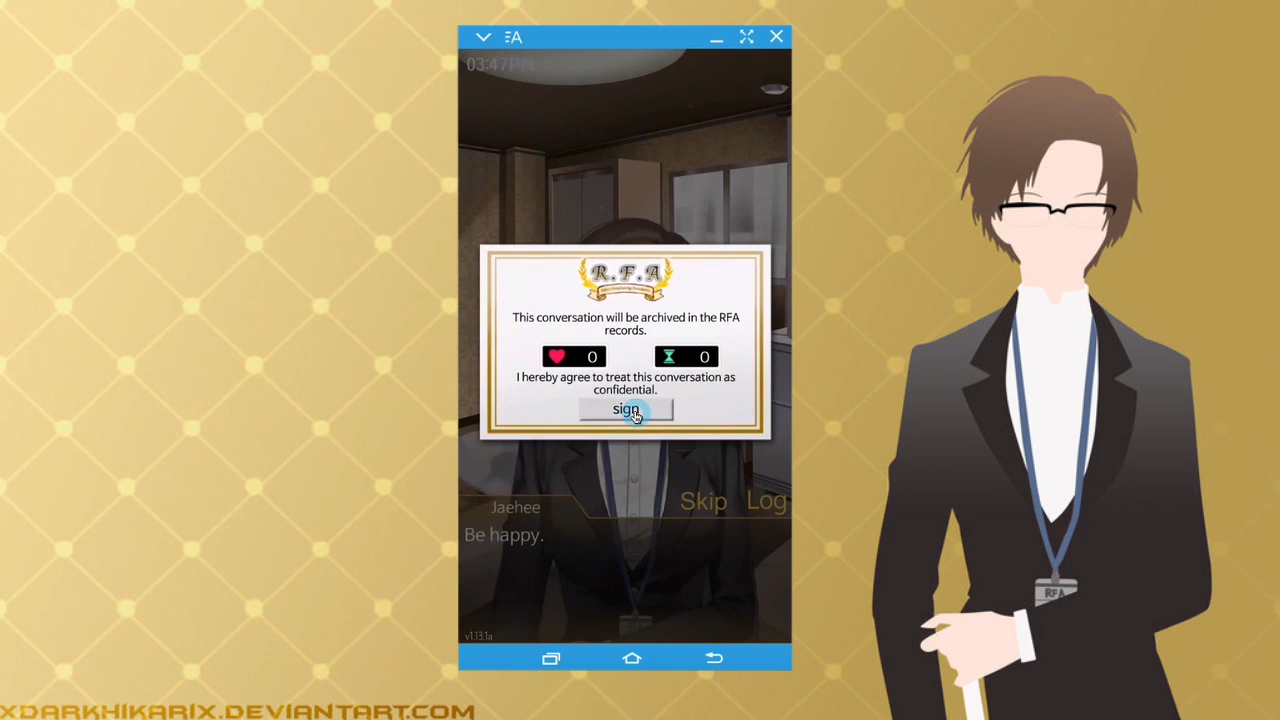 03:47PM
R.F.A
This conversation will be archived in the RFA
records.
0
0
I hereby agree to treat this conversation as
confidential.
sign
Skip Log
Jaehee
Be happy.
v1.13.1a
RFA
XDARKHIKARIX.DEVIANTART.COM